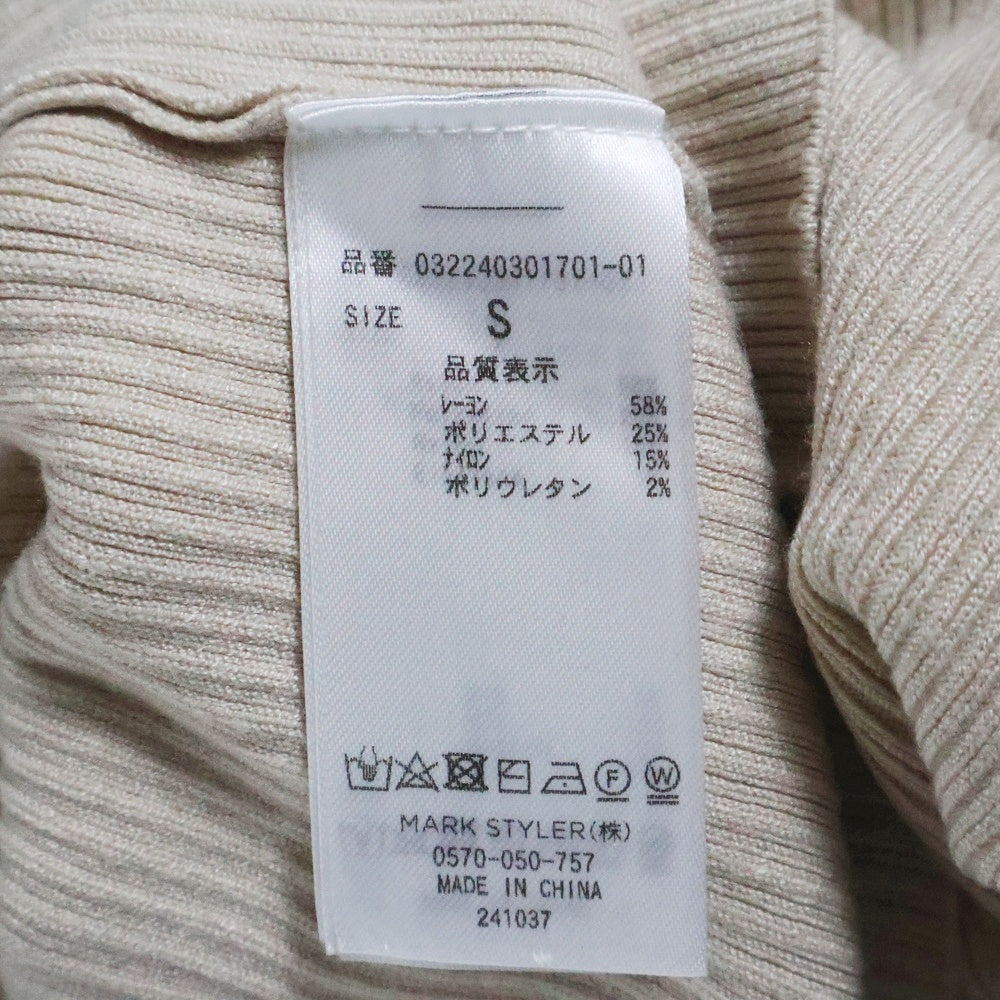 品番 032240301701-01
SIZE S
品質表示
レーヨン 58%
ポリエステル 25%
ナイロン 15%
ポリウレタン 2%
F W
MARK STYLER(株)
0570-050-757
MADE IN CHINA
241037